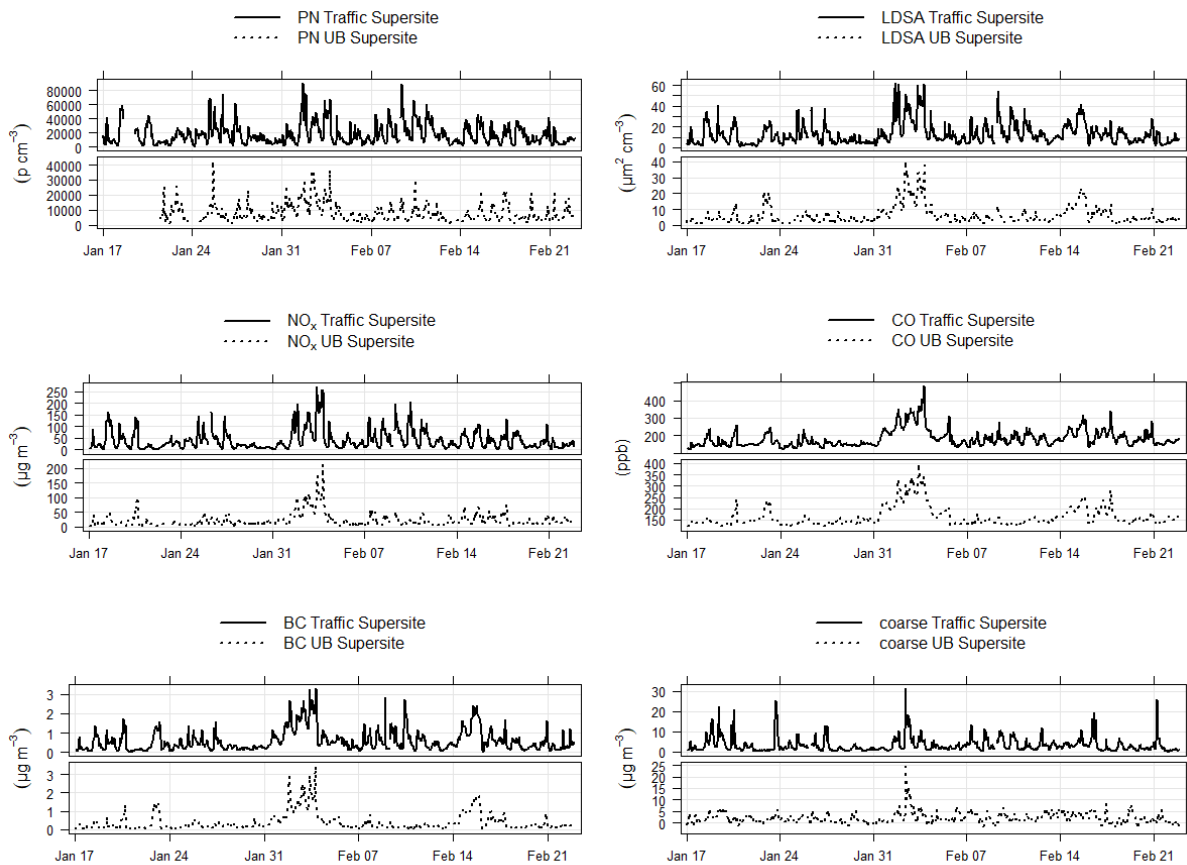 PN Traffic Supersite
PN UB Supersite
80000
60000
40000
20000
0
40000
30000
20000
10000
0
(p cm⁻³)
Jan 17 Jan 24 Jan 31 Feb 07 Feb 14 Feb 21
LDSA Traffic Supersite
LDSA UB Supersite
60
40
20
0
40
30
20
10
0
(µm² cm⁻³)
Jan 17 Jan 24 Jan 31 Feb 07 Feb 14 Feb 21
NOₓ Traffic Supersite
NOₓ UB Supersite
250
200
150
100
50
0
200
150
100
50
0
(µg m⁻³)
Jan 17 Jan 24 Jan 31 Feb 07 Feb 14 Feb 21
CO Traffic Supersite
CO UB Supersite
400
300
200
400
350
300
250
200
150
(ppb)
Jan 17 Jan 24 Jan 31 Feb 07 Feb 14 Feb 21
BC Traffic Supersite
BC UB Supersite
3
2
1
0
3
2
1
0
(µg m⁻³)
Jan 17 Jan 24 Jan 31 Feb 07 Feb 14 Feb 21
coarse Traffic Supersite
coarse UB Supersite
30
20
10
0
25
20
15
10
5
0
(µg m⁻³)
Jan 17 Jan 24 Jan 31 Feb 07 Feb 14 Feb 21